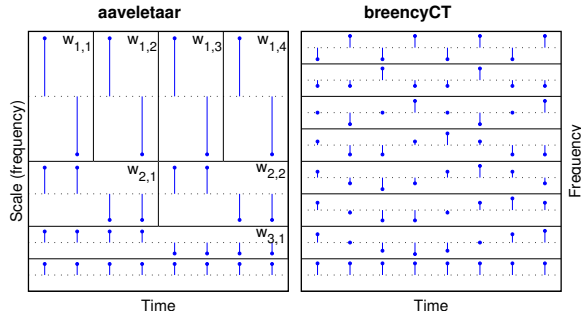 aaveletaar
breencyCT
w1,1
w1,2
w1,3
w1,4
w2,1
w2,2
w3,1
Scale (frequency)
Frequency
Time
Time